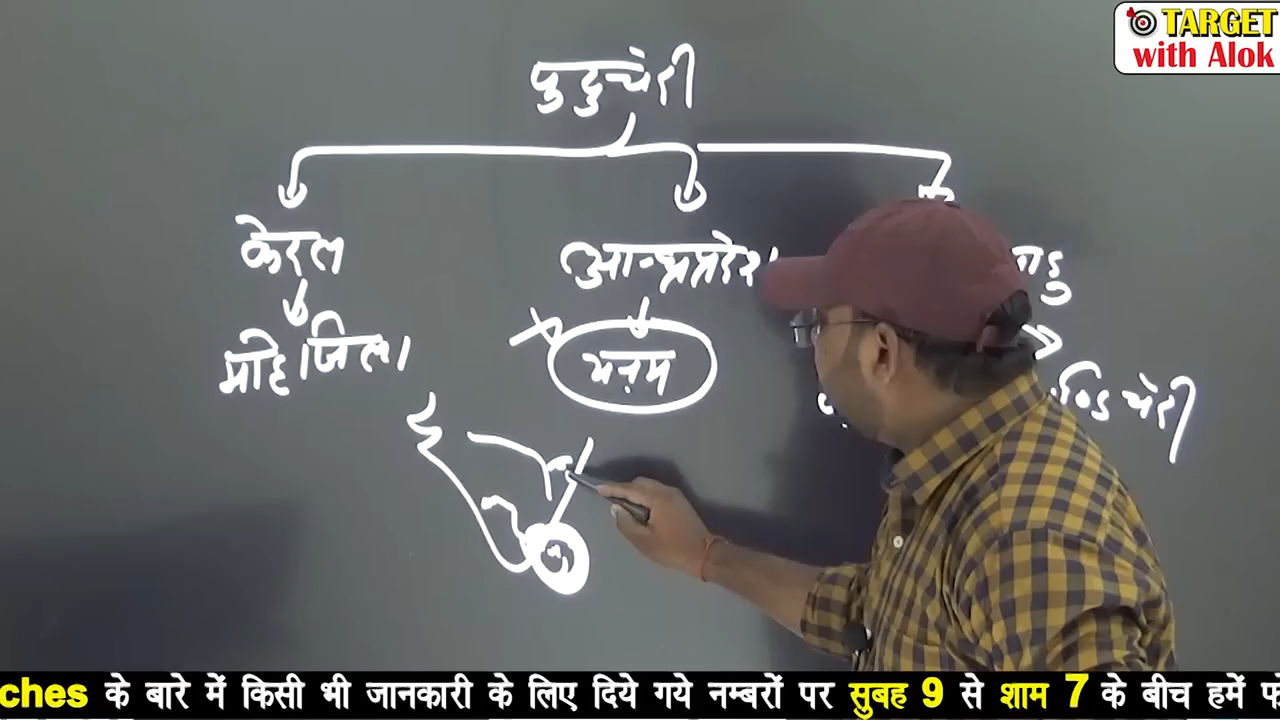 TARGET
with Alok
पुदुचेरी
केरल
आन्ध्रप्रदेश
माहे जिला
यनम
ches के बारे में किसी भी जानकारी के लिए दिये गये नम्बरों पर सुबह 9 से शाम 7 के बीच हमें